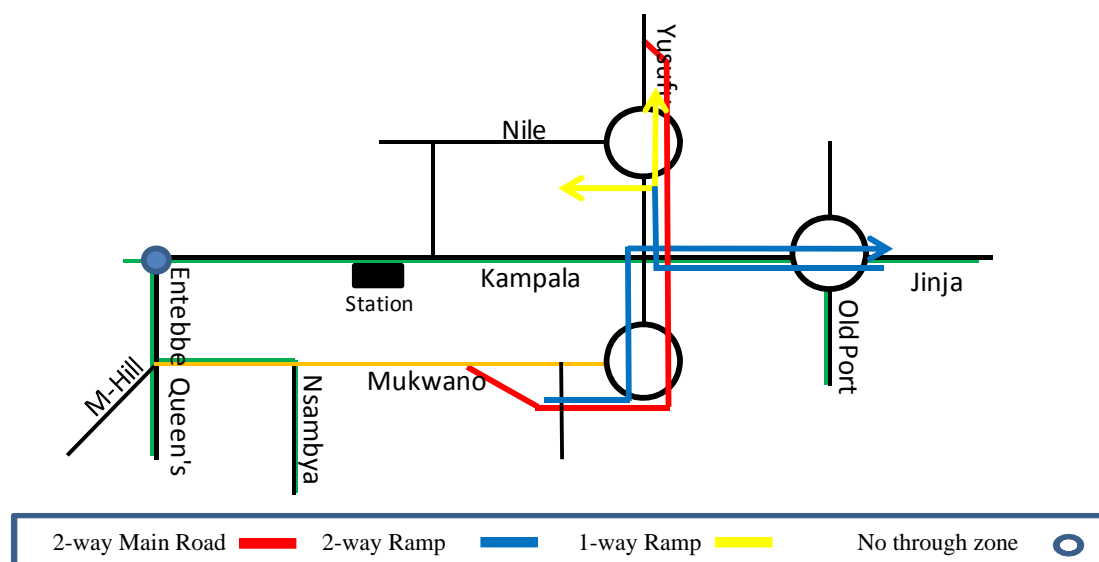 Yusufu
Nile
Kampala
Station
Jinja
Entebbe
Old Port
Mukwano
M-Hill
Queen's
Nsambya
2-way Main Road 2-way Ramp 1-way Ramp No through zone